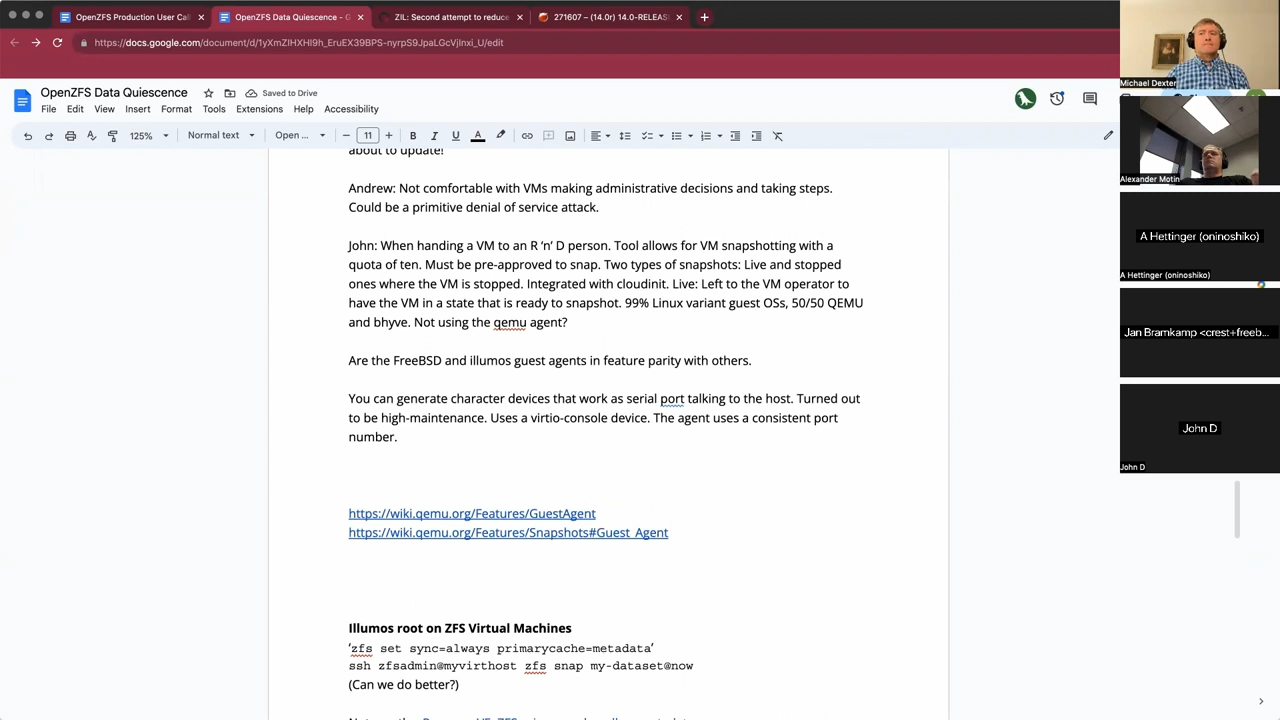 OpenZFS Production User Cal
OpenZFS Data Quiescence - G
ZIL: Second attempt to reduce
271607 – (14.0r) 14.0-RELEAS
https://docs.google.com/document/d/1yXmZIHXHI9h_EruEX39BPS-nyrpS9JpaLGcVjInxi_U/edit
OpenZFS Data Quiescence
Saved to Drive
File Edit View Insert Format Tools Extensions Help Accessibility
125% Normal text Open ... 11
about to update!
Andrew: Not comfortable with VMs making administrative decisions and taking steps.
Could be a primitive denial of service attack.
John: When handing a VM to an R ‘n’ D person. Tool allows for VM snapshotting with a
quota of ten. Must be pre-approved to snap. Two types of snapshots: Live and stopped
ones where the VM is stopped. Integrated with cloudinit. Live: Left to the VM operator to
have the VM in a state that is ready to snapshot. 99% Linux variant guest OSs, 50/50 QEMU
and bhyve. Not using the qemu agent?
Are the FreeBSD and illumos guest agents in feature parity with others.
You can generate character devices that work as serial port talking to the host. Turned out
to be high-maintenance. Uses a virtio-console device. The agent uses a consistent port
number.
https://wiki.qemu.org/Features/GuestAgent
https://wiki.qemu.org/Features/Snapshots#Guest_Agent
Illumos root on ZFS Virtual Machines
‘zfs set sync=always primarycache=metadata’
ssh zfsadmin@myvirthost zfs snap my-dataset@now
(Can we do better?)
Michael Dexter
Alexander Motin
A Hettinger (oninoshiko)
A Hettinger (oninoshiko)
Jan Bramkamp <crest+freeb...
John D
John D